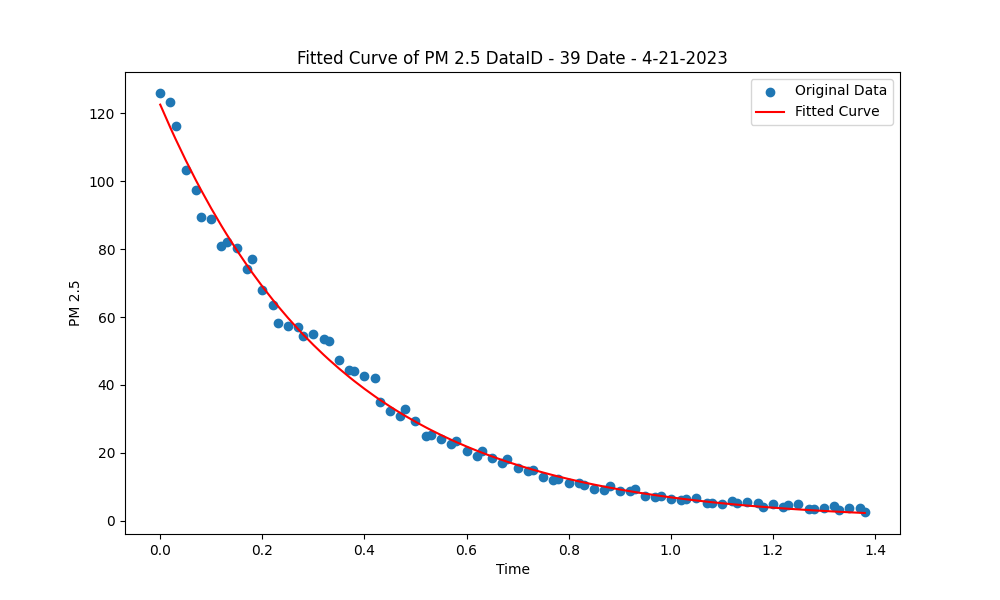 Fitted Curve of PM 2.5 DataID - 39 Date - 4-21-2023
Original Data
Fitted Curve
120
100
80
60
40
20
0
PM 2.5
0.0 0.2 0.4 0.6 0.8 1.0 1.2 1.4
Time